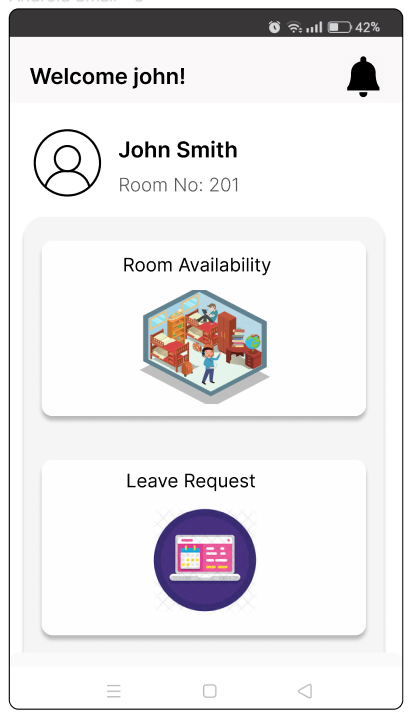 42%
Welcome john!
John Smith
Room No: 201
Room Availability
Leave Request